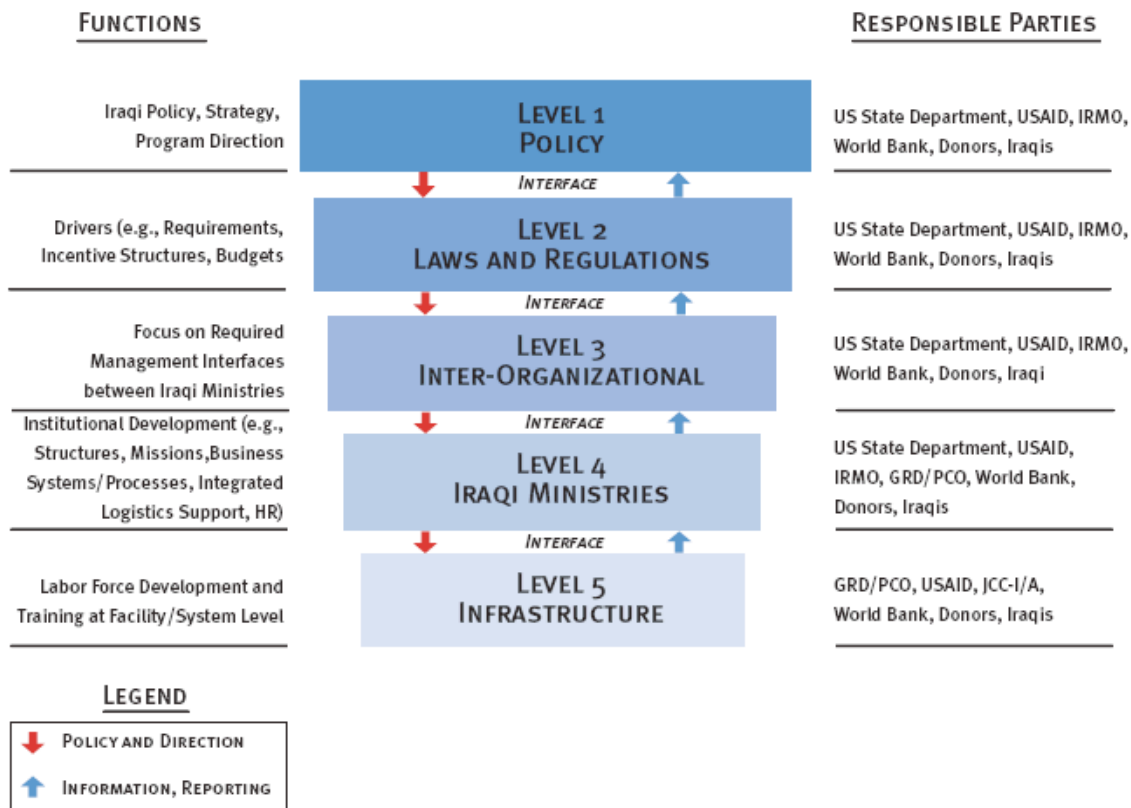 Functions
Responsible Parties
Iraqi Policy, Strategy,
Program Direction
Level 1
Policy
US State Department, USAID, IRMO,
World Bank, Donors, Iraqis
Interface
Drivers (e.g., Requirements,
Incentive Structures, Budgets
Level 2
Laws and Regulations
US State Department, USAID, IRMO,
World Bank, Donors, Iraqis
Interface
Focus on Required
Management Interfaces
between Iraqi Ministries
Level 3
Inter-Organizational
US State Department, USAID, IRMO,
World Bank, Donors, Iraqi
Interface
Institutional Development (e.g.,
Structures, Missions,Business
Systems/Processes, Integrated
Logistics Support, HR)
Level 4
Iraqi Ministries
US State Department, USAID,
IRMO, GRD/PCO, World Bank,
Donors, Iraqis
Interface
Labor Force Development and
Training at Facility/System Level
Level 5
Infrastructure
GRD/PCO, USAID, JCC-I/A,
World Bank, Donors, Iraqis
Legend
Policy and Direction
Information, Reporting